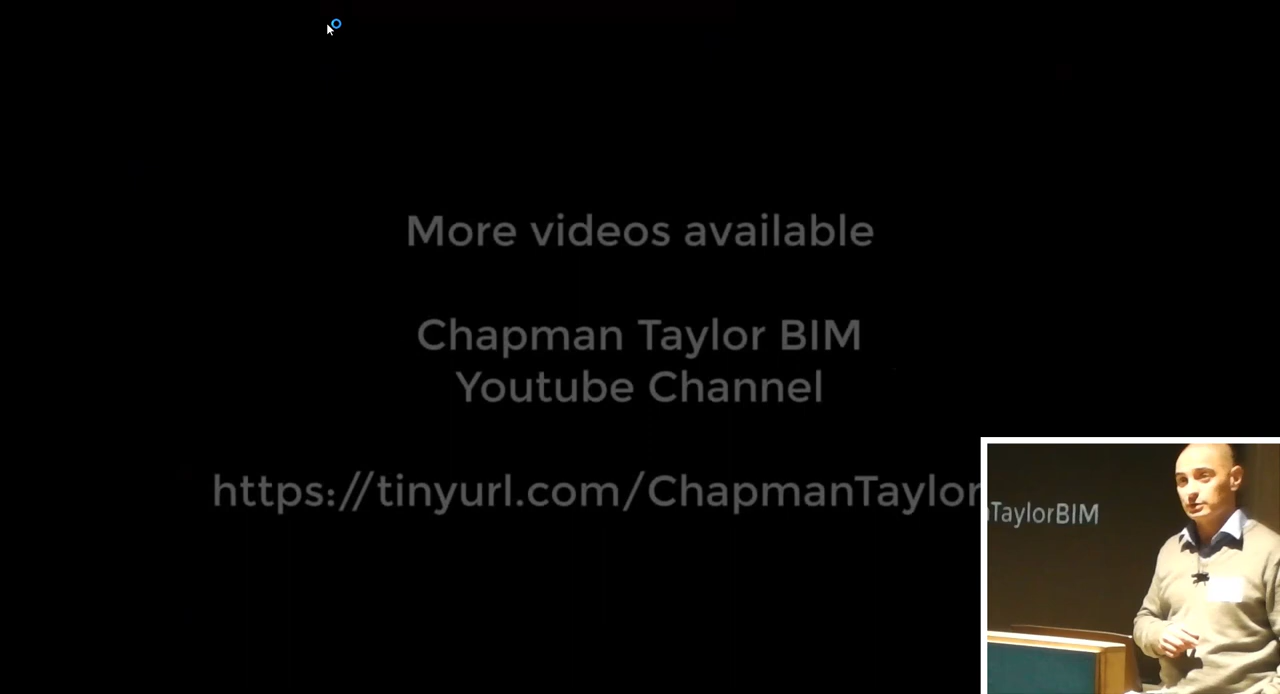 More videos available
Chapman Taylor BIM
Youtube Channel
https://tinyurl.com/ChapmanTaylor
TaylorBIM